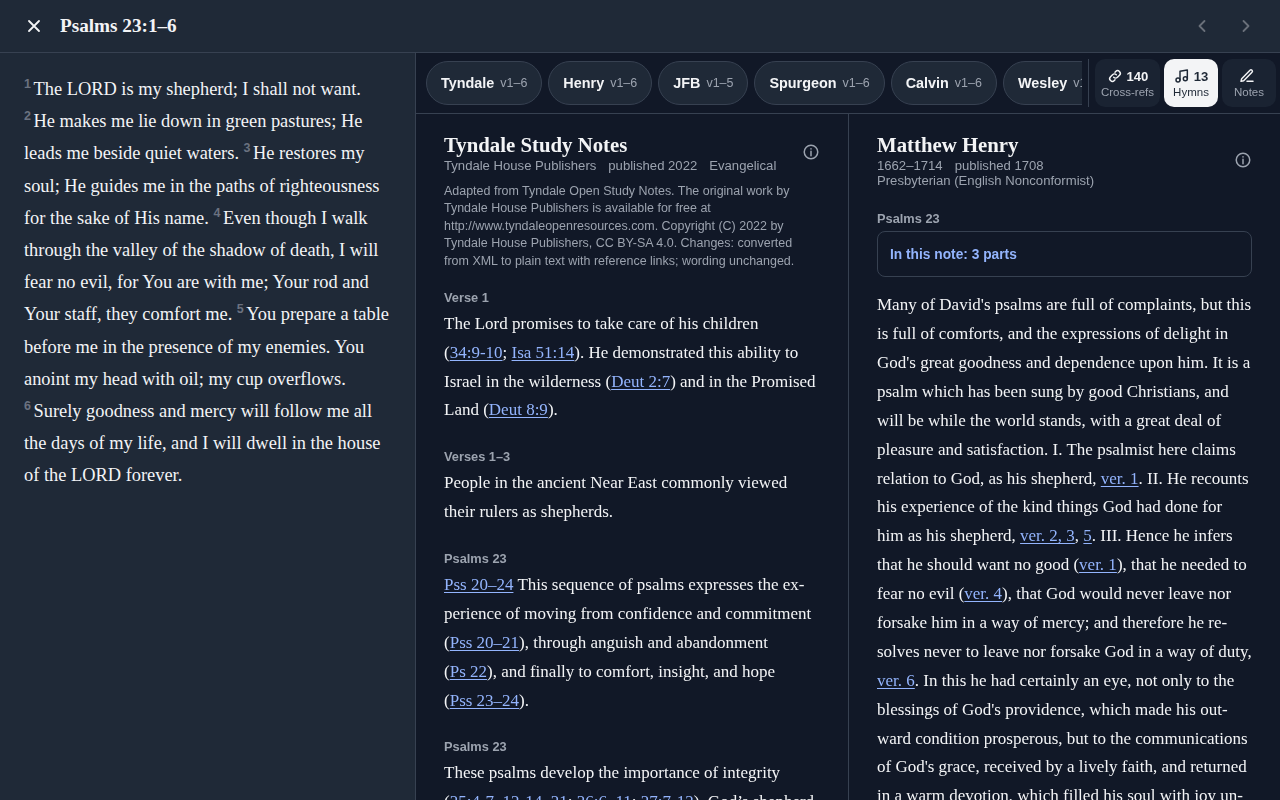 Psalms 23:1–6
1 The LORD is my shepherd; I shall not want.
2 He makes me lie down in green pastures; He
leads me beside quiet waters. 3 He restores my
soul; He guides me in the paths of righteousness
for the sake of His name. 4 Even though I walk
through the valley of the shadow of death, I will
fear no evil, for You are with me; Your rod and
Your staff, they comfort me. 5 You prepare a table
before me in the presence of my enemies. You
anoint my head with oil; my cup overflows.
6 Surely goodness and mercy will follow me all
the days of my life, and I will dwell in the house
of the LORD forever.
Tyndale v1–6 Henry v1–6 JFB v1–5 Spurgeon v1–6 Calvin v1–6 Wesley
140 Cross-refs
13 Hymns
Notes
Tyndale Study Notes
Tyndale House Publishers published 2022 Evangelical
Adapted from Tyndale Open Study Notes. The original work by
Tyndale House Publishers is available for free at
http://www.tyndaleopenresources.com. Copyright (C) 2022 by
Tyndale House Publishers, CC BY-SA 4.0. Changes: converted
from XML to plain text with reference links; wording unchanged.
Verse 1
The Lord promises to take care of his children
(34:9-10; Isa 51:14). He demonstrated this ability to
Israel in the wilderness (Deut 2:7) and in the Promised
Land (Deut 8:9).
Verses 1–3
People in the ancient Near East commonly viewed
their rulers as shepherds.
Psalms 23
Pss 20–24 This sequence of psalms expresses the ex-
perience of moving from confidence and commitment
(Pss 20–21), through anguish and abandonment
(Ps 22), and finally to comfort, insight, and hope
(Pss 23–24).
Psalms 23
These psalms develop the importance of integrity
Matthew Henry
1662–1714 published 1708
Presbyterian (English Nonconformist)
Psalms 23
In this note: 3 parts
Many of David's psalms are full of complaints, but this
is full of comforts, and the expressions of delight in
God's great goodness and dependence upon him. It is a
psalm which has been sung by good Christians, and
will be while the world stands, with a great deal of
pleasure and satisfaction. I. The psalmist here claims
relation to God, as his shepherd, ver. 1. II. He recounts
his experience of the kind things God had done for
him as his shepherd, ver. 2, 3, 5. III. Hence he infers
that he should want no good (ver. 1), that he needed to
fear no evil (ver. 4), that God would never leave nor
forsake him in a way of mercy; and therefore he re-
solves never to leave nor forsake God in a way of duty,
ver. 6. In this he had certainly an eye, not only to the
blessings of God's providence, which made his out-
ward condition prosperous, but to the communications
of God's grace, received by a lively faith, and returned
in a warm devotion, which filled his soul with joy un-